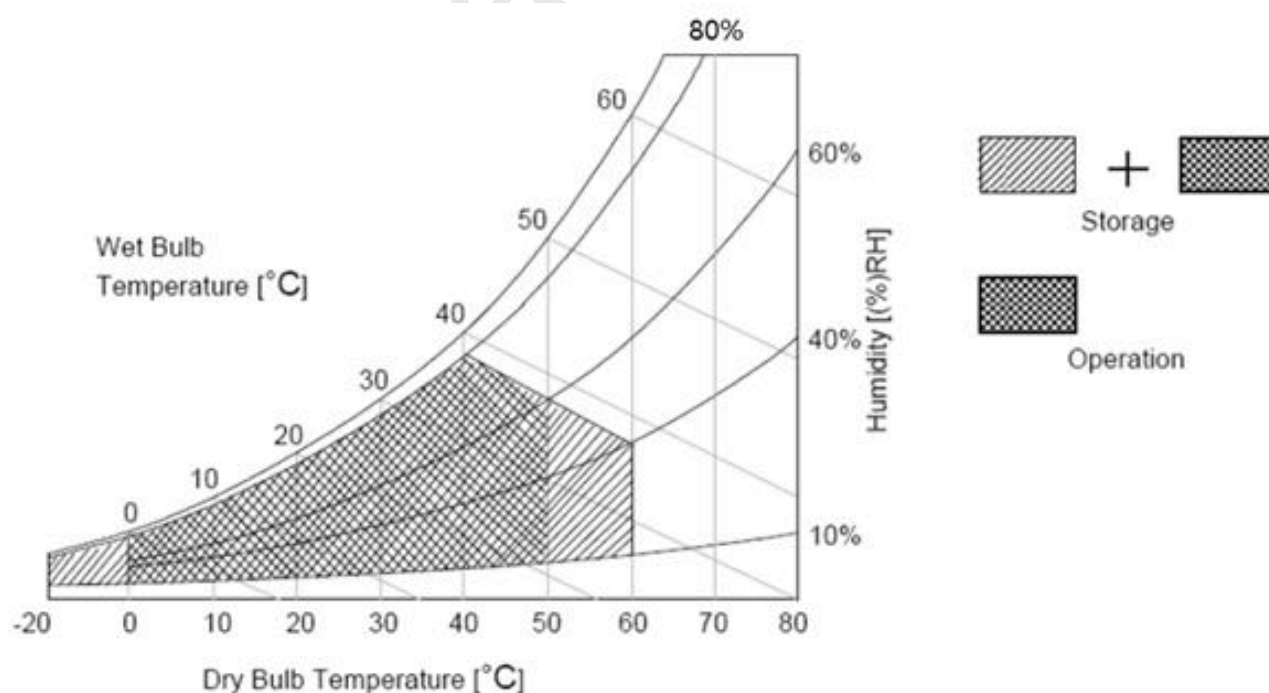 80%
60
60%
50
Storage
Wet Bulb
Temperature [°C]
Humidity [(%)RH]
40
40%
Operation
30
20
10
0
10%
-20 0 10 20 30 40 50 60 70 80
Dry Bulb Temperature [°C]